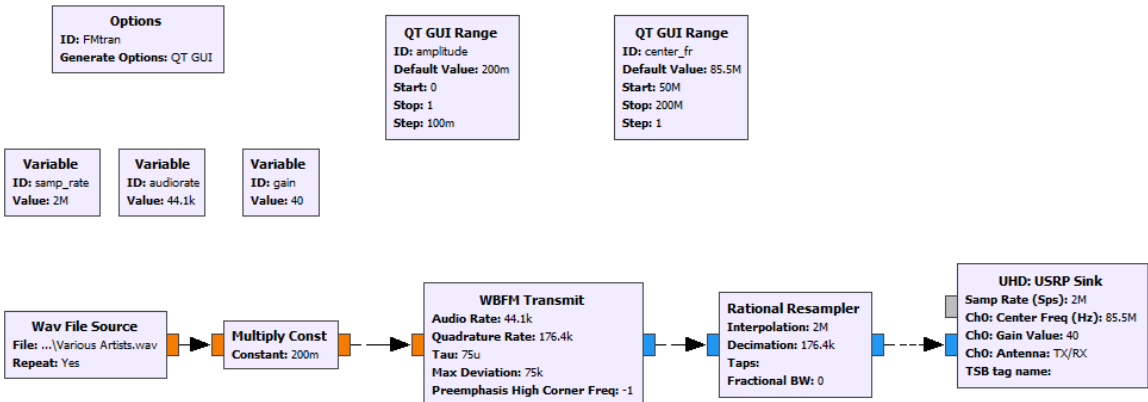 Options
ID: FMtran
Generate Options: QT GUI
QT GUI Range
ID: amplitude
Default Value: 200m
Start: 0
Stop: 1
Step: 100m
QT GUI Range
ID: center_fr
Default Value: 85.5M
Start: 50M
Stop: 200M
Step: 1
Variable
ID: samp_rate
Value: 2M
Variable
ID: audiorate
Value: 44.1k
Variable
ID: gain
Value: 40
Wav File Source
File: ...\Various Artists.wav
Repeat: Yes
Multiply Const
Constant: 200m
WBFM Transmit
Audio Rate: 44.1k
Quadrature Rate: 176.4k
Tau: 75u
Max Deviation: 75k
Preemphasis High Corner Freq: -1
Rational Resampler
Interpolation: 2M
Decimation: 176.4k
Taps:
Fractional BW: 0
UHD: USRP Sink
Samp Rate (Sps): 2M
Ch0: Center Freq (Hz): 85.5M
Ch0: Gain Value: 40
Ch0: Antenna: TX/RX
TSB tag name: